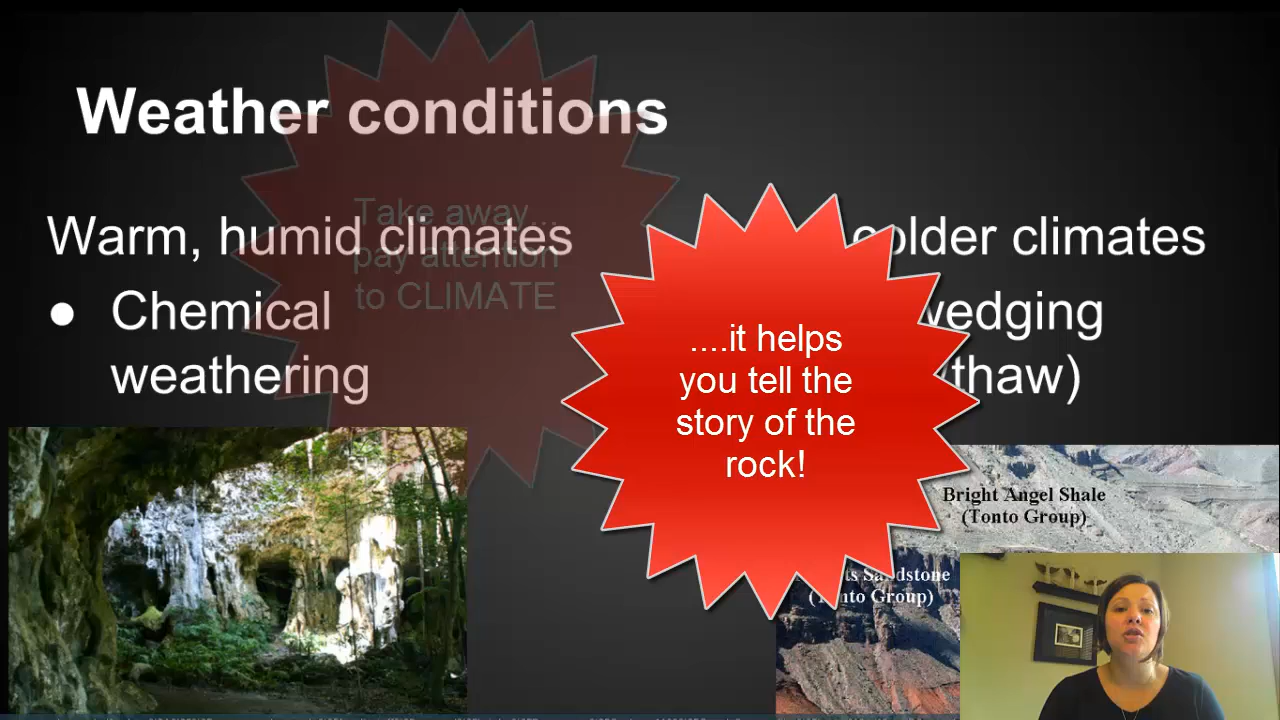 Weather conditions
Take away...
pay attention
to CLIMATE
Warm, humid climates
colder climates
● Chemical
weathering
wedging
thaw)
....it helps
you tell the
story of the
rock!
Bright Angel Shale
(Tonto Group)
Sandstone
(Tonto Group)